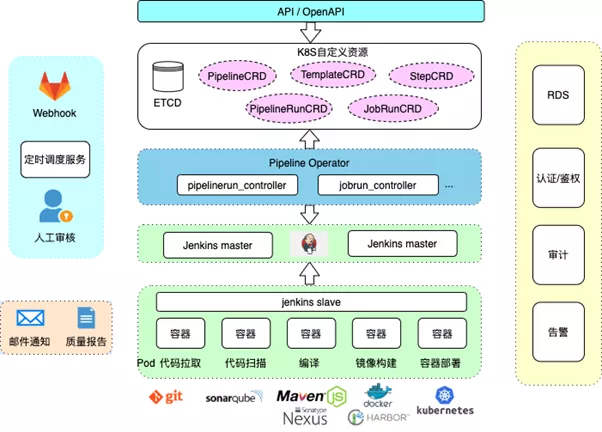 API / OpenAPI
K8S自定义资源
ETCD
PipelineCRD
TemplateCRD
StepCRD
PipelineRunCRD
JobRunCRD
Webhook
定时调度服务
人工审核
Pipeline Operator
pipelinerun_controller
jobrun_controller
...
Jenkins master
Jenkins master
jenkins slave
容器
容器
容器
容器
容器
Pod
代码拉取
代码扫描
编译
镜像构建
容器部署
邮件通知
质量报告
RDS
认证/鉴权
审计
告警
git
sonarqube
Maven
JS
docker
Sonatype
Nexus
HARBOR
kubernetes